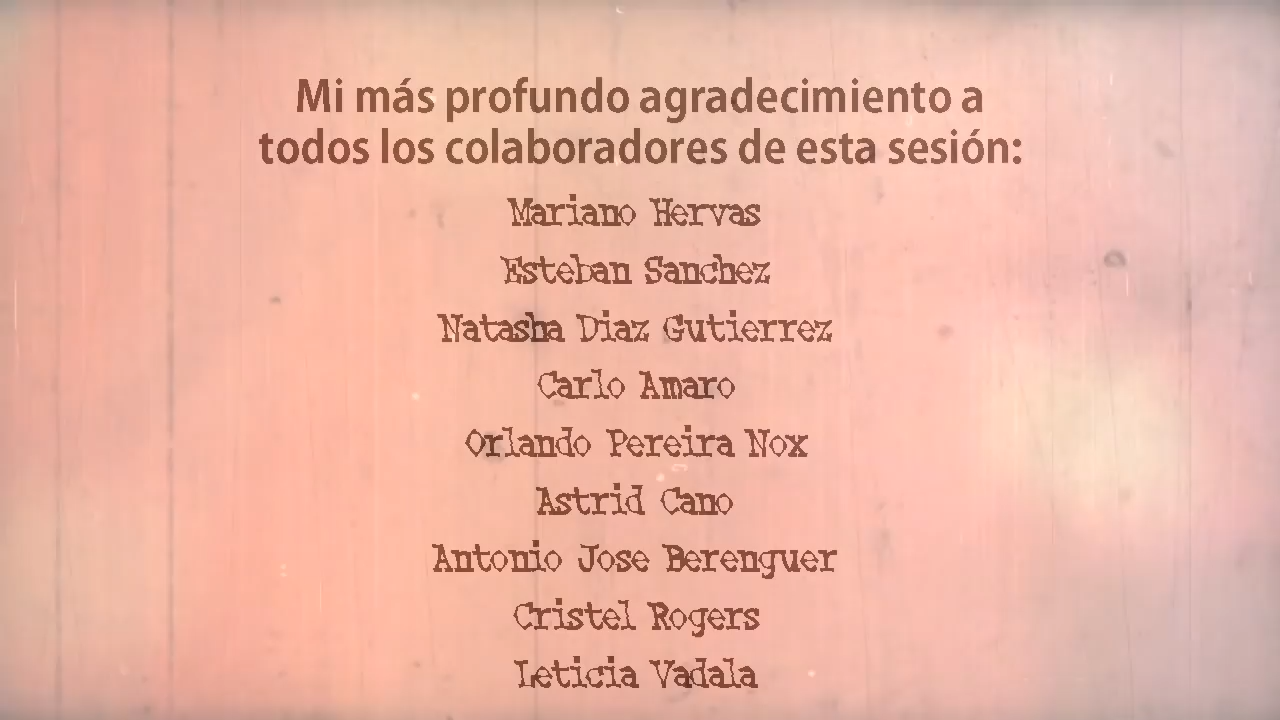 Mi más profundo agradecimiento a
todos los colaboradores de esta sesión:
Mariano Hervas
Esteban Sanchez
Natasha Diaz Gutierrez
Carlo Amaro
Orlando Pereira Nox
Astrid Cano
Antonio Jose Berenguer
Cristel Rogers
Leticia Vadala